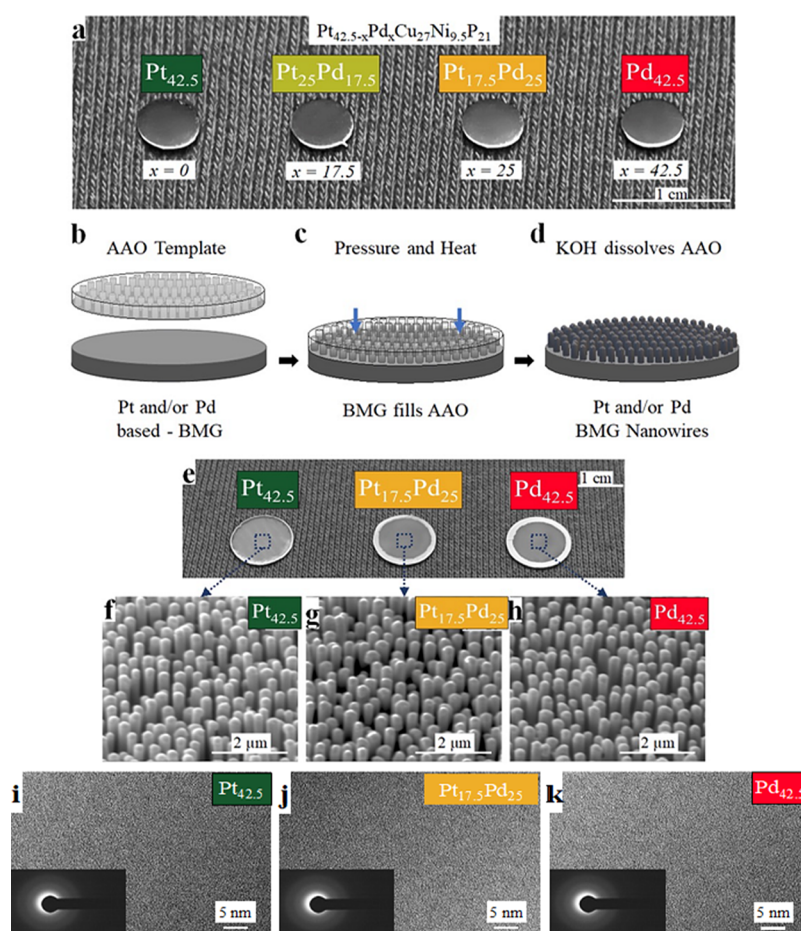 a
Pt₄₂.₅₋ₓPdₓCu₂₇Ni₉.₅P₂₁
Pt₄₂.₅
Pt₂₅Pd₁₇.₅
Pt₁₇.₅Pd₂₅
Pd₄₂.₅
x = 0
x = 17.5
x = 25
x = 42.5
1 cm
b
AAO Template
Pt and/or Pd
based - BMG
c
Pressure and Heat
BMG fills AAO
d
KOH dissolves AAO
Pt and/or Pd
BMG Nanowires
e
Pt₄₂.₅
Pt₁₇.₅Pd₂₅
Pd₄₂.₅
1 cm
f
Pt₄₂.₅
2 µm
g
Pt₁₇.₅Pd₂₅
2 µm
h
Pd₄₂.₅
2 µm
i
Pt₄₂.₅
5 nm
j
Pt₁₇.₅Pd₂₅
5 nm
k
Pd₄₂.₅
5 nm